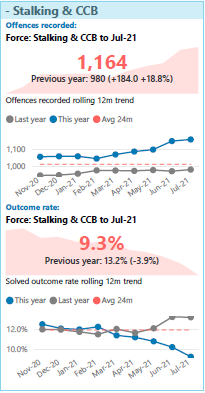 - Stalking & CCB
Offences recorded:
Force: Stalking & CCB to Jul-21
1,164
Previous year: 980 (+184.0 +18.8%)
Offences recorded rolling 12m trend
Last year This year Avg 24m
1,100
1,000
Nov-20 Dec-20 Jan-21 Feb-21 Mar-21 Apr-21 May-21 Jun-21 Jul-21
Outcome rate:
Force: Stalking & CCB to Jul-21
9.3%
Previous year: 13.2% (-3.9%)
Solved outcome rate rolling 12m trend
This year Last year Avg 24m
12.0%
10.0%
Nov-20 Dec-20 Jan-21 Feb-21 Mar-21 Apr-21 May-21 Jun-21 Jul-21